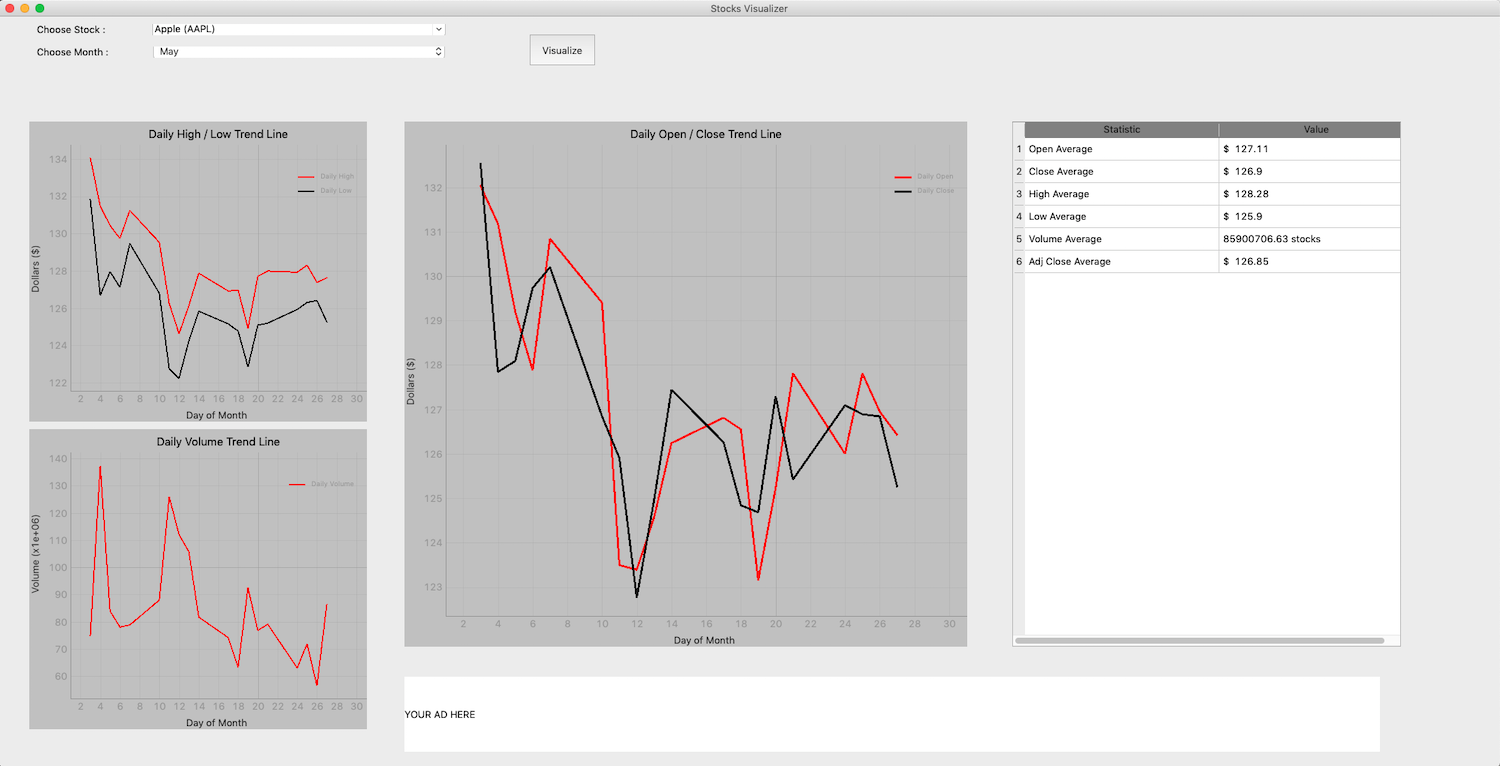 Stocks Visualizer
Choose Stock :
Apple (AAPL)
Choose Month :
May
Visualize
Daily High / Low Trend Line
Daily High
Daily Low
134
132
130
128
126
124
122
Dollars ($)
2 4 6 8 10 12 14 16 18 20 22 24 26 28 30
Day of Month
Daily Volume Trend Line
Daily Volume
140
130
120
110
100
90
80
70
60
Volume (x1e+06)
2 4 6 8 10 12 14 16 18 20 22 24 26 28 30
Day of Month
Daily Open / Close Trend Line
Daily Open
Daily Close
132
131
130
129
128
127
126
125
124
123
Dollars ($)
2 4 6 8 10 12 14 16 18 20 22 24 26 28 30
Day of Month
Statistic Value
1 Open Average $ 127.11
2 Close Average $ 126.9
3 High Average $ 128.28
4 Low Average $ 125.9
5 Volume Average 85900706.63 stocks
6 Adj Close Average $ 126.85
YOUR AD HERE